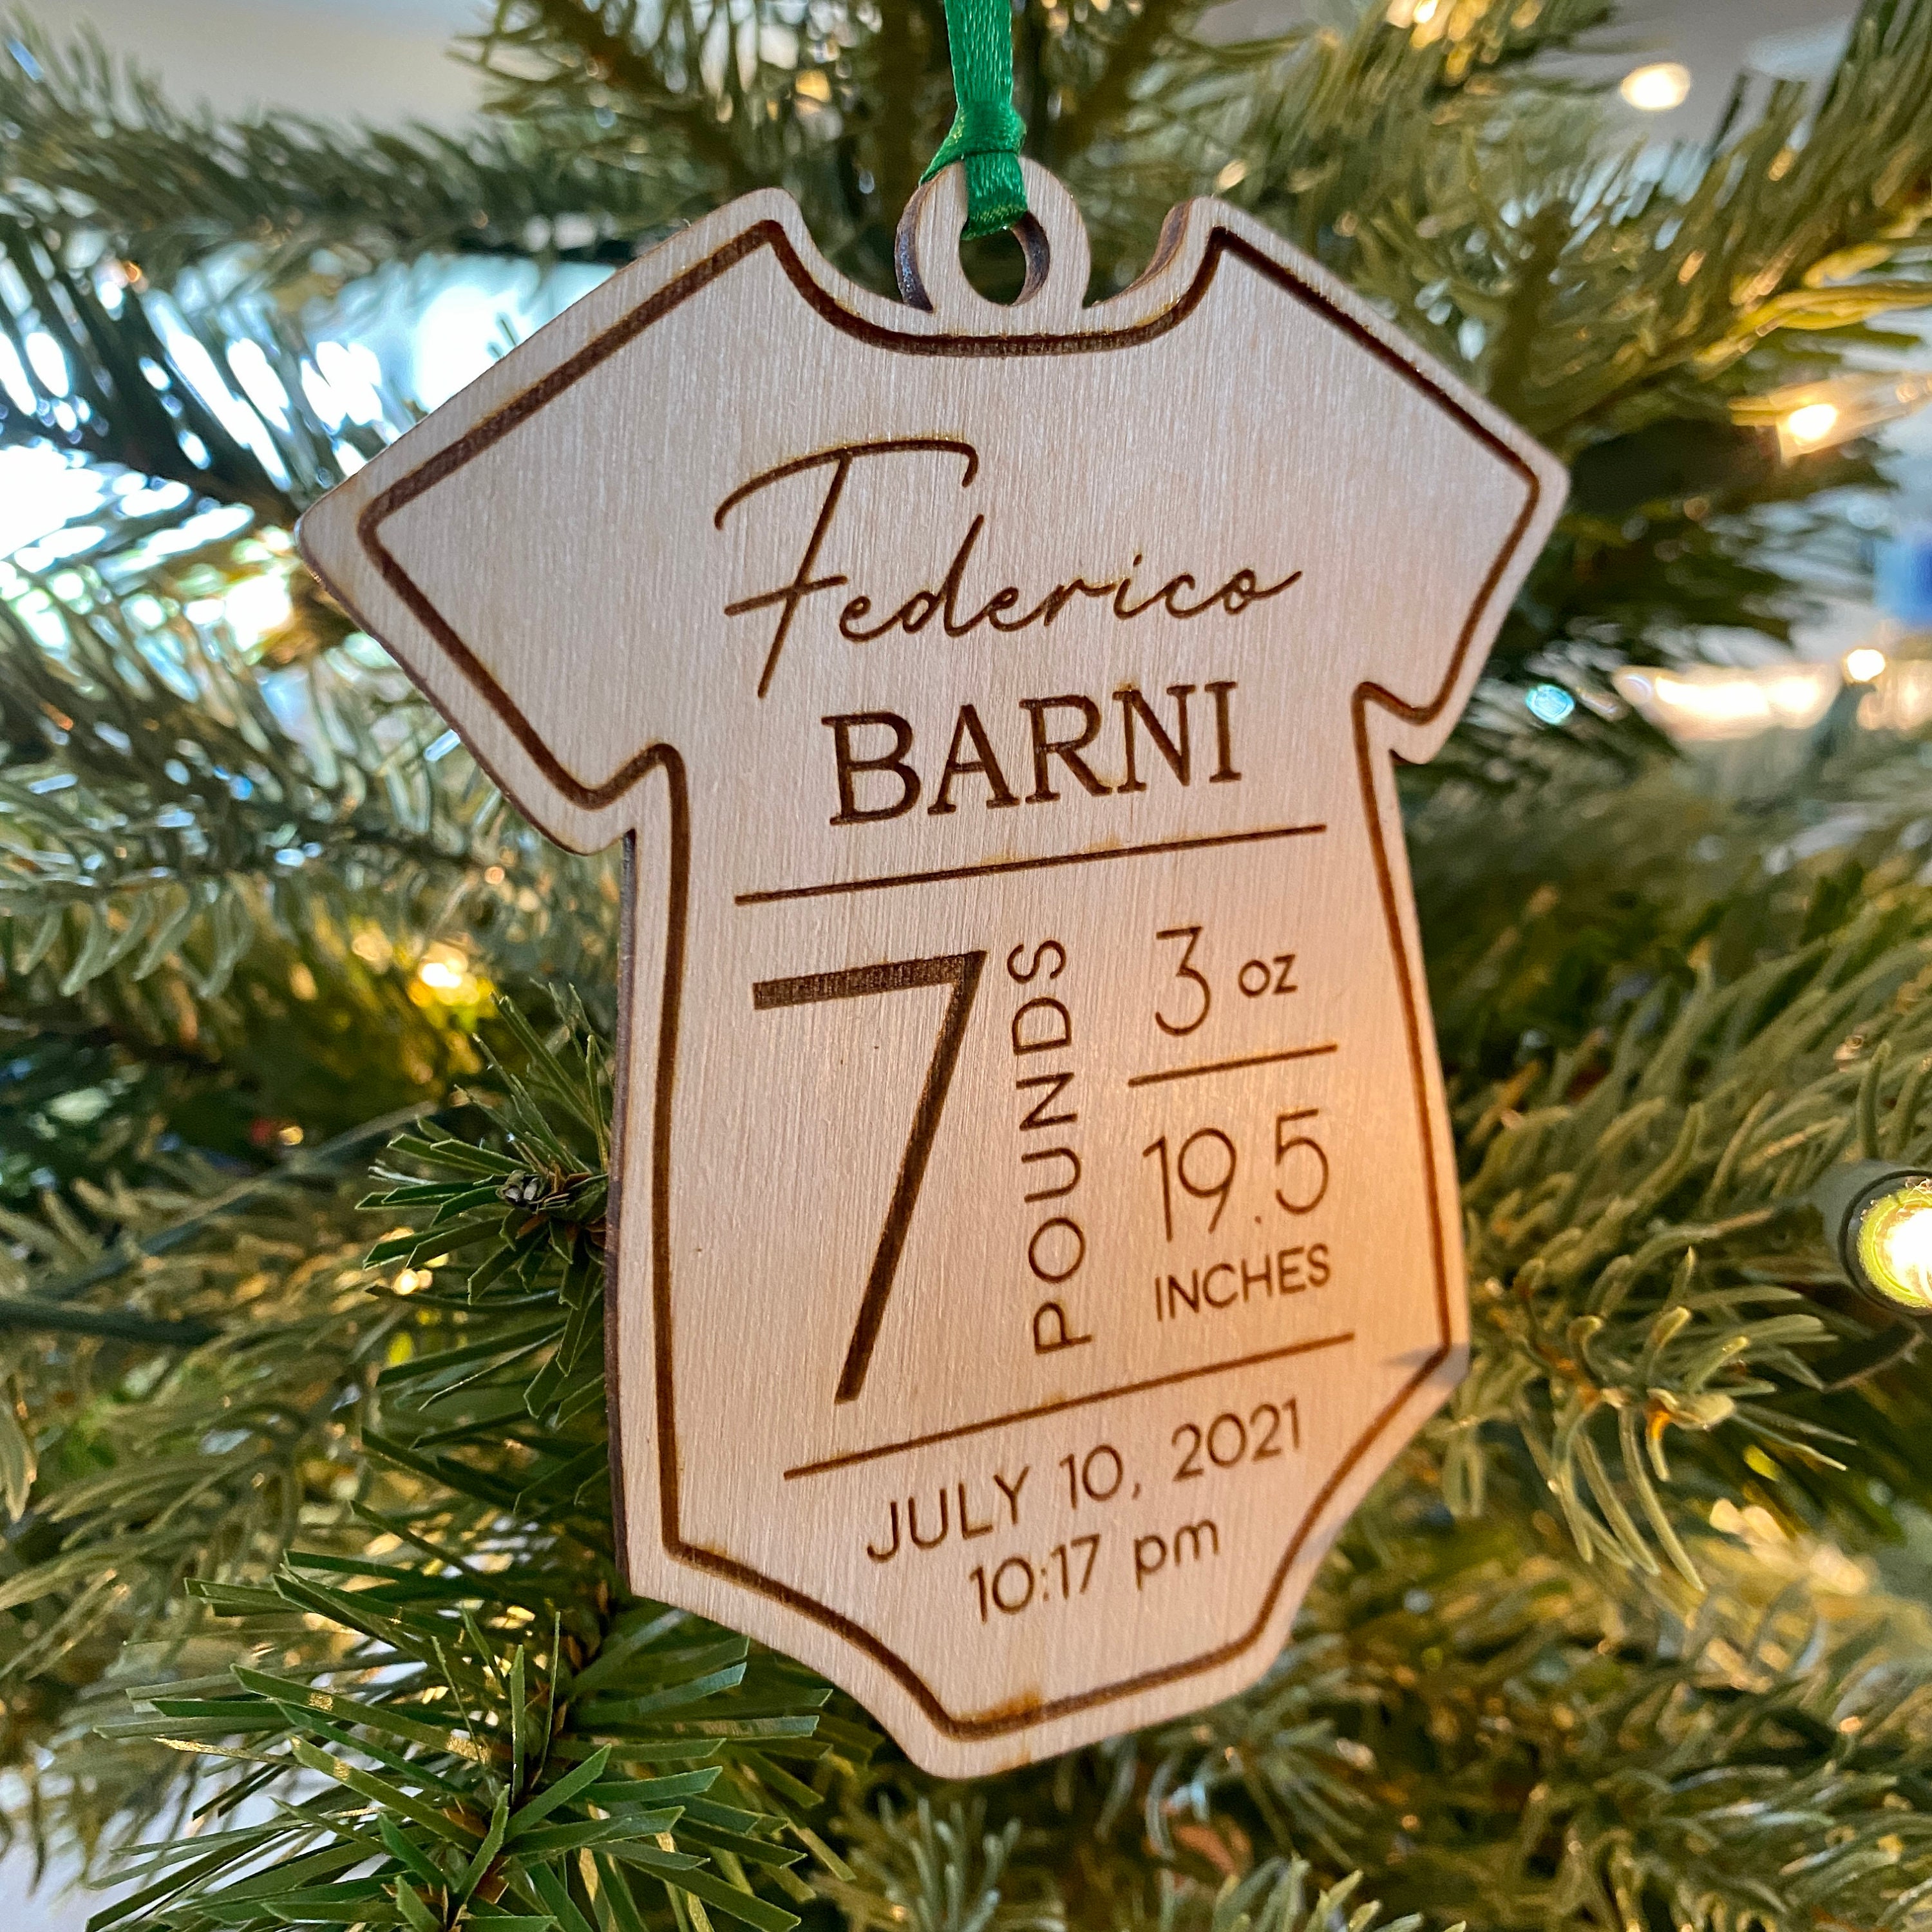 Federico
BARNI
7
POUNDS
3 oz
19.5
INCHES
JULY 10, 2021
10:17 pm